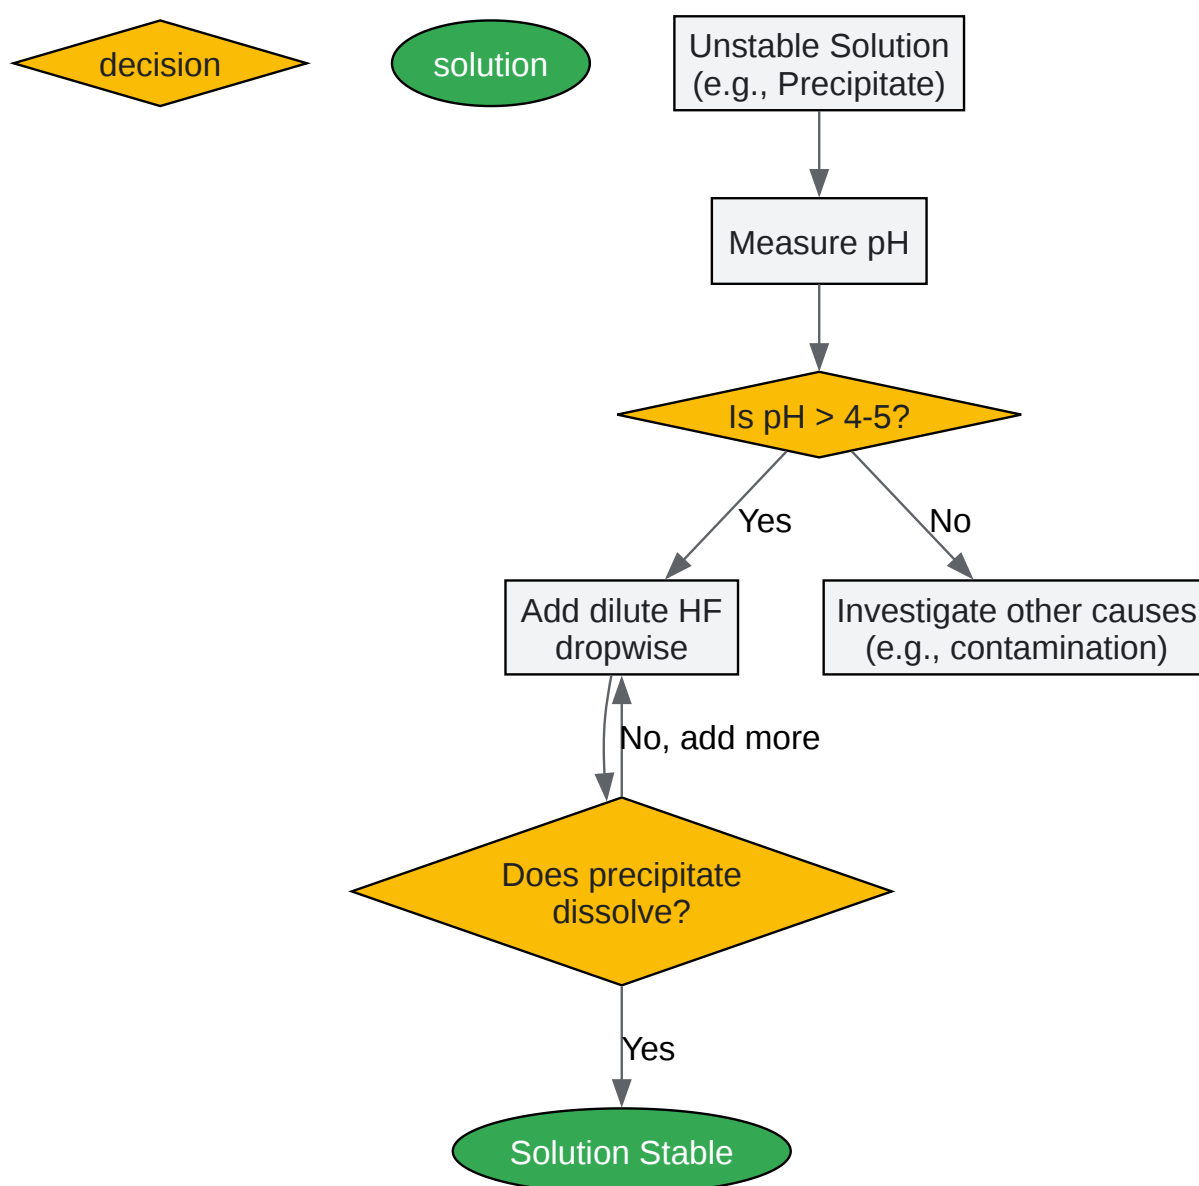 decision
solution
Unstable Solution
(e.g., Precipitate)
Measure pH
Is pH > 4-5?
Yes
No
Add dilute HF
dropwise
Investigate other causes
(e.g., contamination)
No, add more
Does precipitate
dissolve?
Yes
Solution Stable